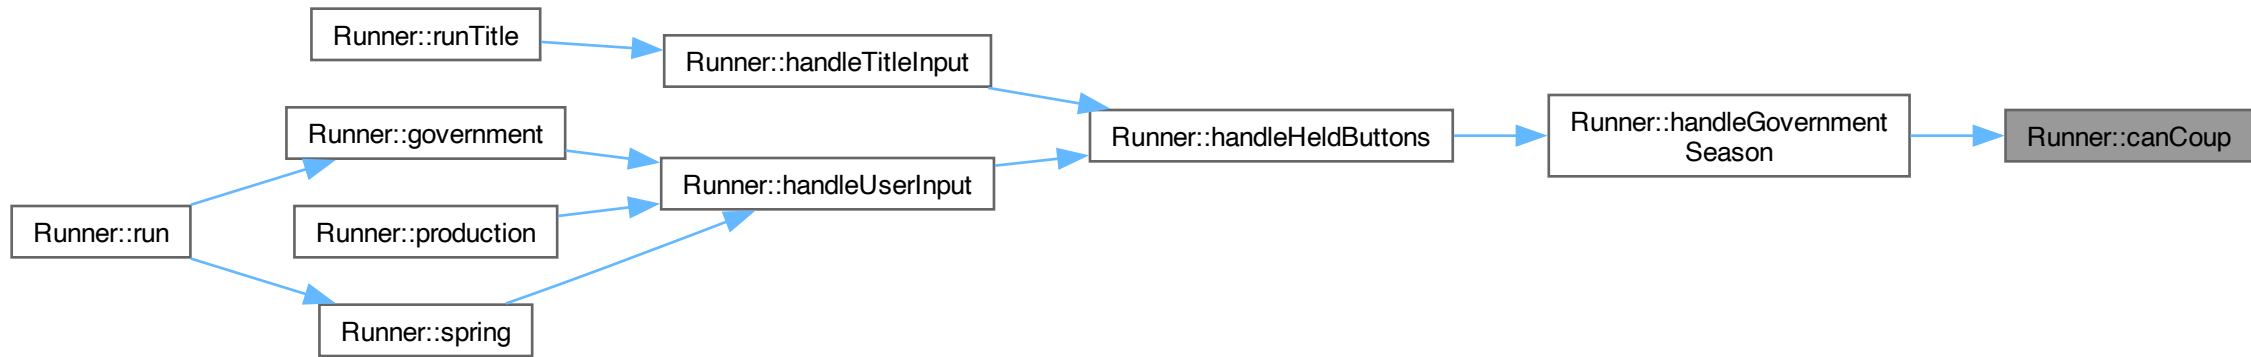 Runner::runTitle
Runner::handleTitleInput
Runner::government
Runner::handleHeldButtons
Runner::handleGovernment
Season
Runner::canCoup
Runner::handleUserInput
Runner::run
Runner::production
Runner::spring